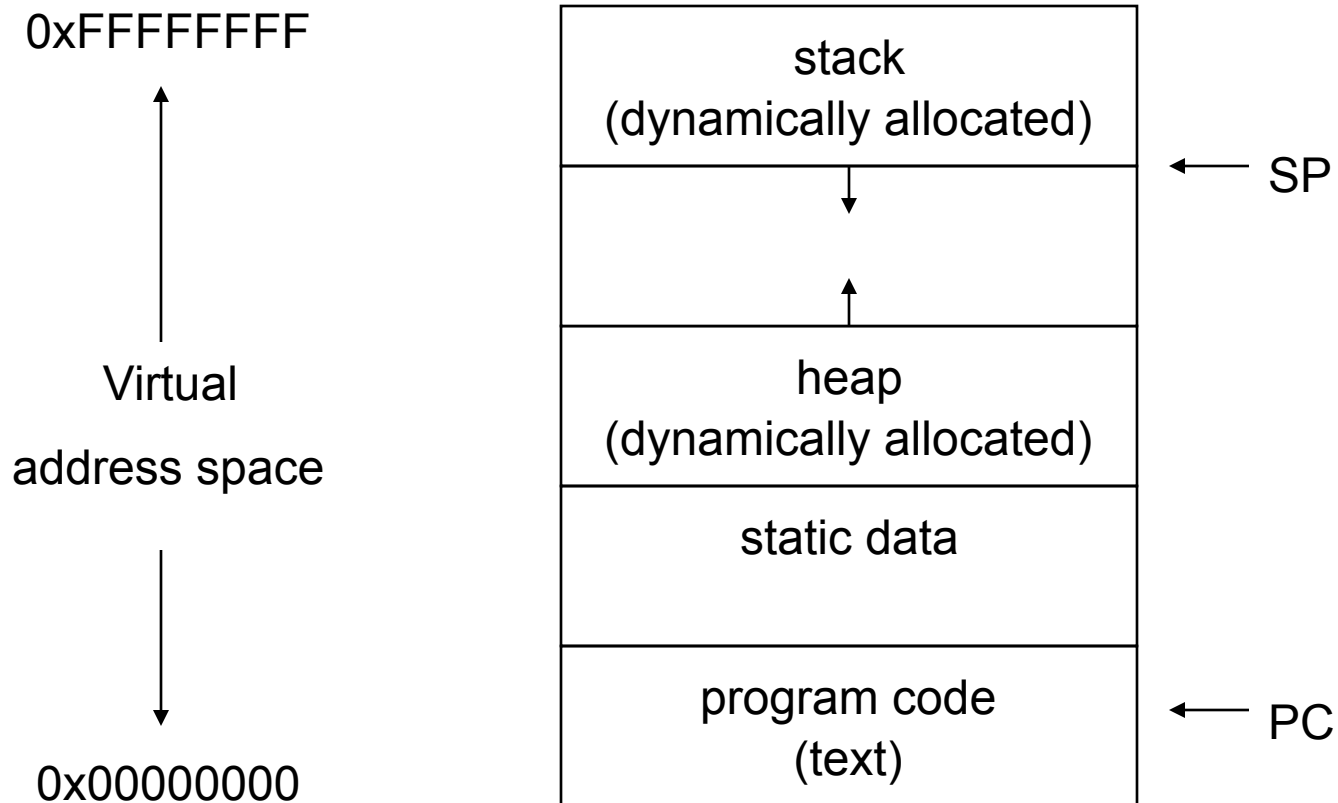 0xFFFFFFFF
Virtual
address space
0x00000000
stack
(dynamically allocated)
heap
(dynamically allocated)
static data
program code
(text)
SP
PC